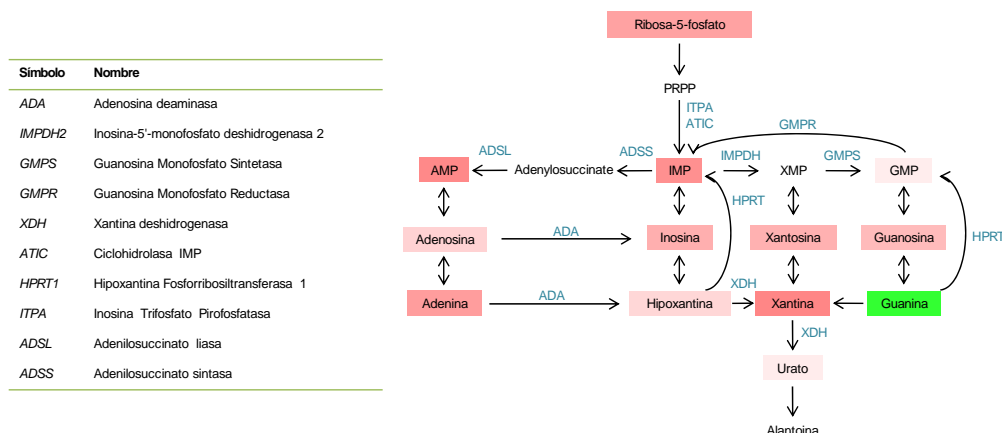 Símbolo Nombre
ADA Adenosina deaminasa
IMPDH2 Inosina-5'-monofosfato deshidrogenasa 2
GMPS Guanosina Monofosfato Sintetasa
GMPR Guanosina Monofosfato Reductasa
XDH Xantina deshidrogenasa
ATIC Ciclohidrolasa IMP
HPRT1 Hipoxantina Fosforribosiltransferasa 1
ITPA Inosina Trifosfato Pirofosfatasa
ADSL Adenilosuccinato liasa
ADSS Adenilosuccinato sintasa
Ribosa-5-fosfato
PRPP
ITPA
ATIC
GMPR
ADSL ADSS IMPDH GMPS
AMP Adenylosuccinate IMP XMP GMP
HPRT
ADA
Adenosina Inosina Xantosina Guanosina HPRT
XDH
ADA
Adenina Hipoxantina Xantina Guanina
XDH
Urato
Alantoina